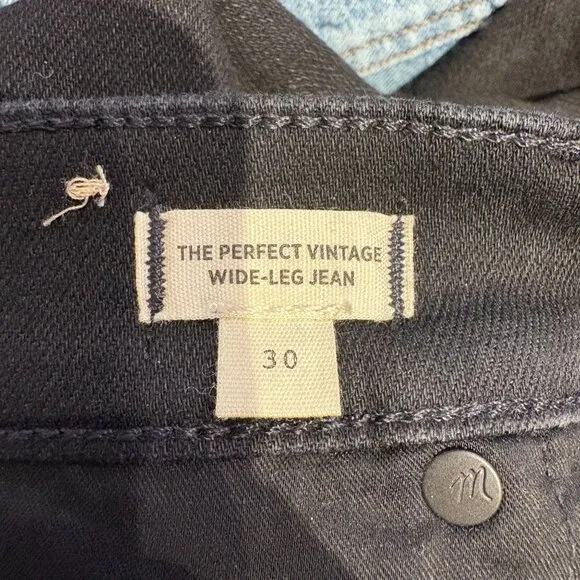 THE PERFECT VINTAGE
WIDE-LEG JEAN
30
m